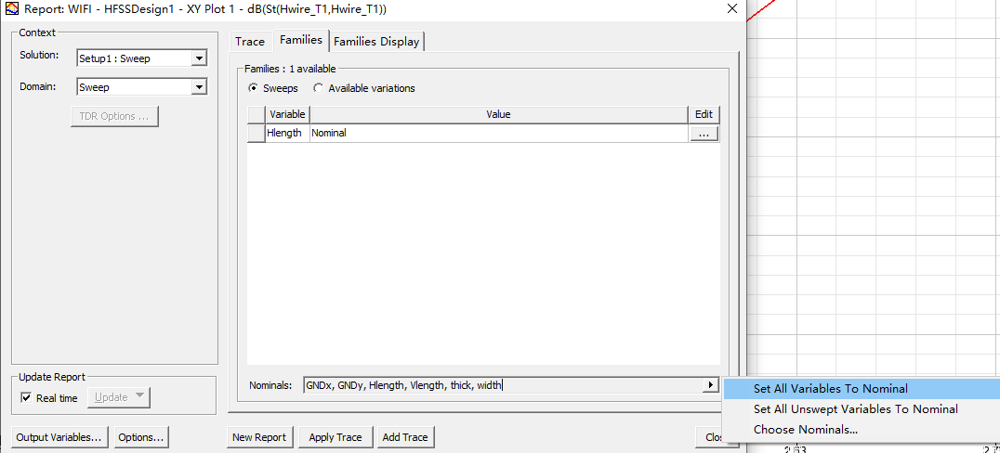 Report: WIFI - HFSSDesign1 - XY Plot 1 - dB(St(Hwire_T1,Hwire_T1))
Context
Solution:
Setup1 : Sweep
Domain:
Sweep
TDR Options ...
Update Report
Real time
Update
Output Variables...
Options...
Trace
Families
Families Display
Families : 1 available
Sweeps
Available variations
Variable
Value
Edit
Hlength
Nominal
...
Nominals:
GNDx, GNDy, Hlength, Vlength, thick, width
New Report
Apply Trace
Add Trace
Set All Variables To Nominal
Set All Unswept Variables To Nominal
Choose Nominals...